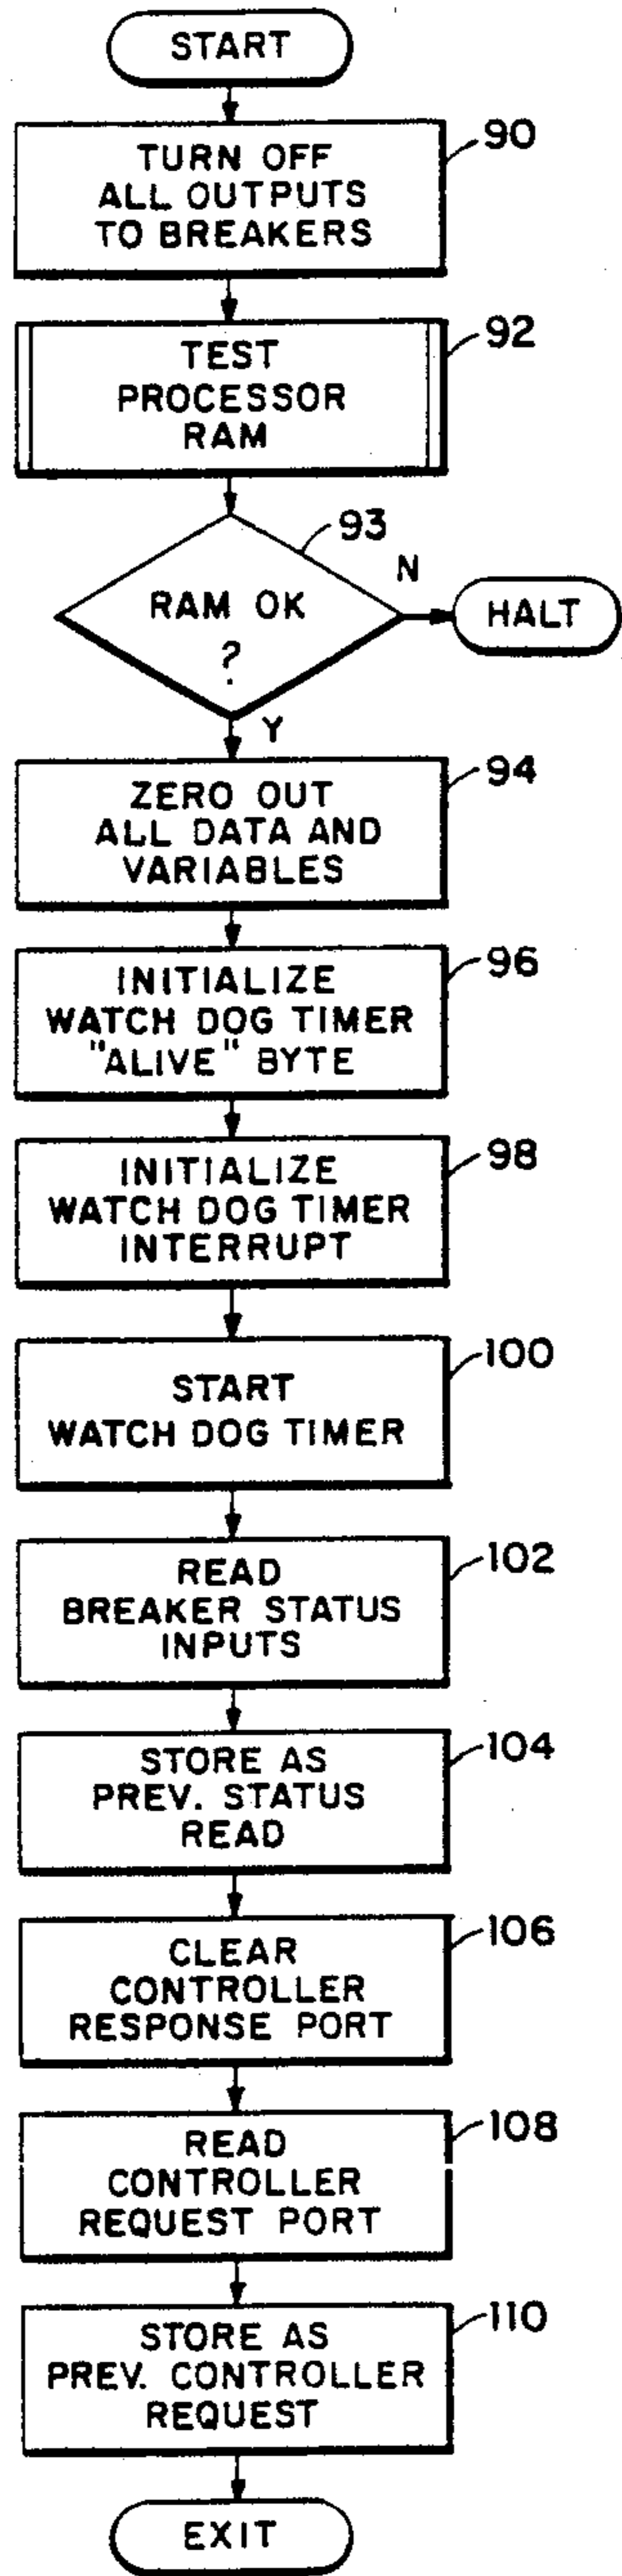 START
90
TURN OFF
ALL OUTPUTS
TO BREAKERS
92
TEST
PROCESSOR
RAM
93
RAM OK
?
N
HALT
Y
94
ZERO OUT
ALL DATA AND
VARIABLES
96
INITIALIZE
WATCH DOG TIMER
"ALIVE" BYTE
98
INITIALIZE
WATCH DOG TIMER
INTERRUPT
100
START
WATCH DOG TIMER
102
READ
BREAKER STATUS
INPUTS
104
STORE AS
PREV. STATUS
READ
106
CLEAR
CONTROLLER
RESPONSE PORT
108
READ
CONTROLLER
REQUEST PORT
110
STORE AS
PREV. CONTROLLER
REQUEST
EXIT